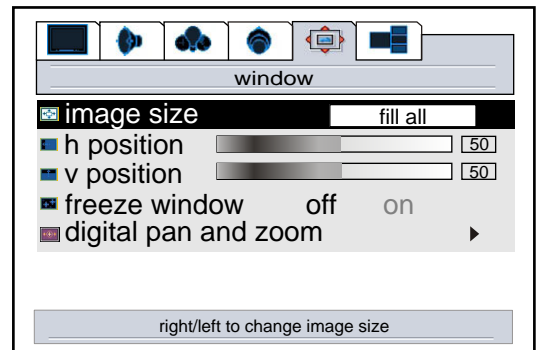 window
image size fill all
h position 50
v position 50
freeze window off on
digital pan and zoom
right/left to change image size